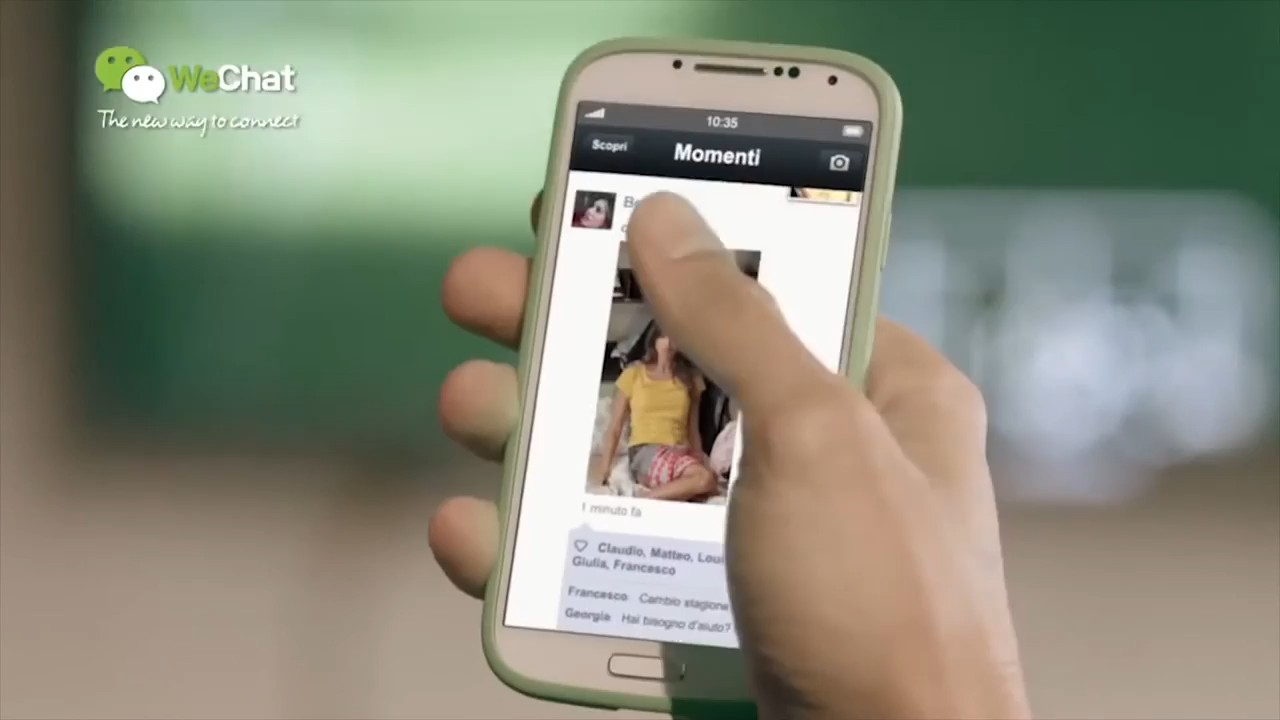 WeChat
The new way to connect
10:35
Scopri
Momenti
1 minuto fa
Claudio, Matteo, Loui
Giulia, Francesco
Francesco Cambio stagione
Georgia Hai bisogno d'aiuto?